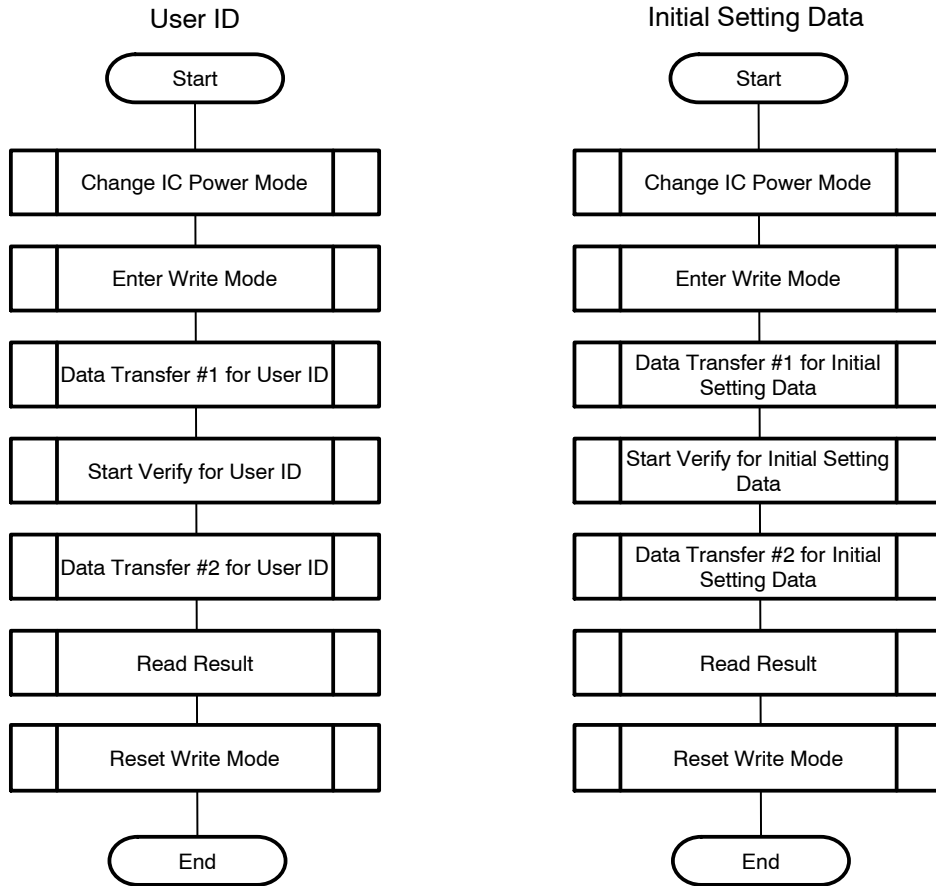 User ID
Start
Change IC Power Mode
Enter Write Mode
Data Transfer #1 for User ID
Start Verify for User ID
Data Transfer #2 for User ID
Read Result
Reset Write Mode
End
Initial Setting Data
Start
Change IC Power Mode
Enter Write Mode
Data Transfer #1 for Initial
Setting Data
Start Verify for Initial Setting
Data
Data Transfer #2 for Initial
Setting Data
Read Result
Reset Write Mode
End